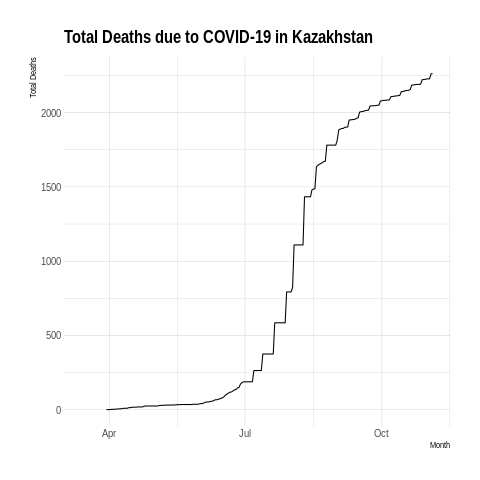 Total Deaths due to COVID-19 in Kazakhstan
Total Deaths
2000
1500
1000
500
0
Apr
Jul
Oct
Month